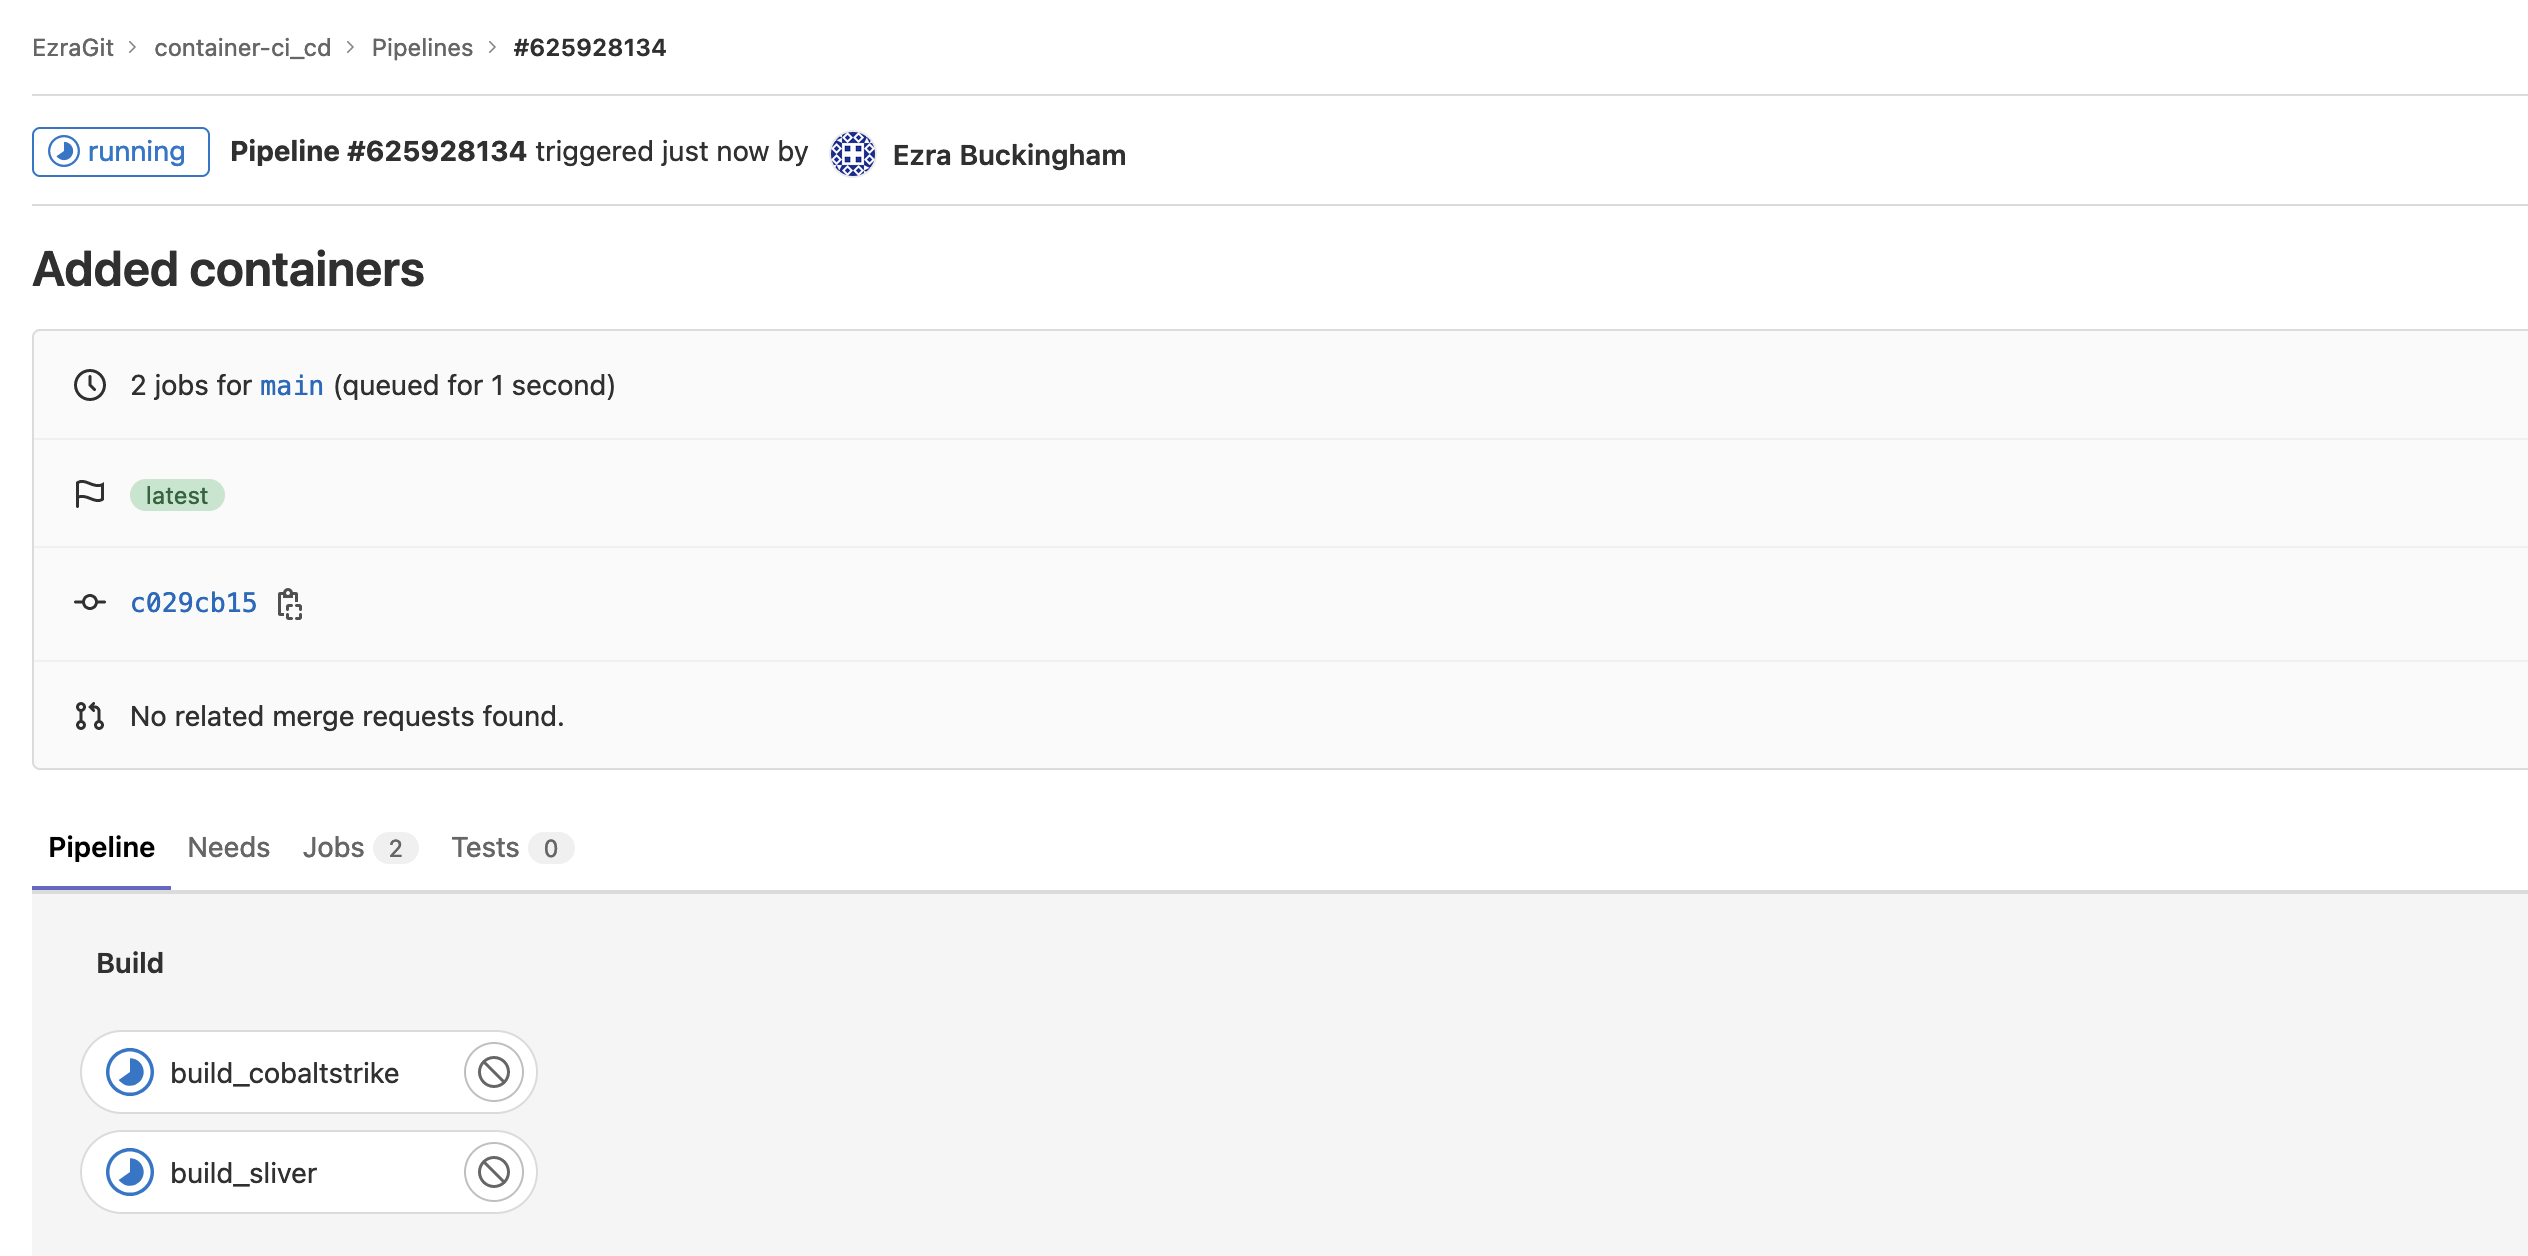 EzraGit > container-ci_cd > Pipelines > #625928134
running Pipeline #625928134 triggered just now by Ezra Buckingham
Added containers
2 jobs for main (queued for 1 second)
latest
c029cb15
No related merge requests found.
Pipeline Needs Jobs 2 Tests 0
Build
build_cobaltstrike
build_sliver